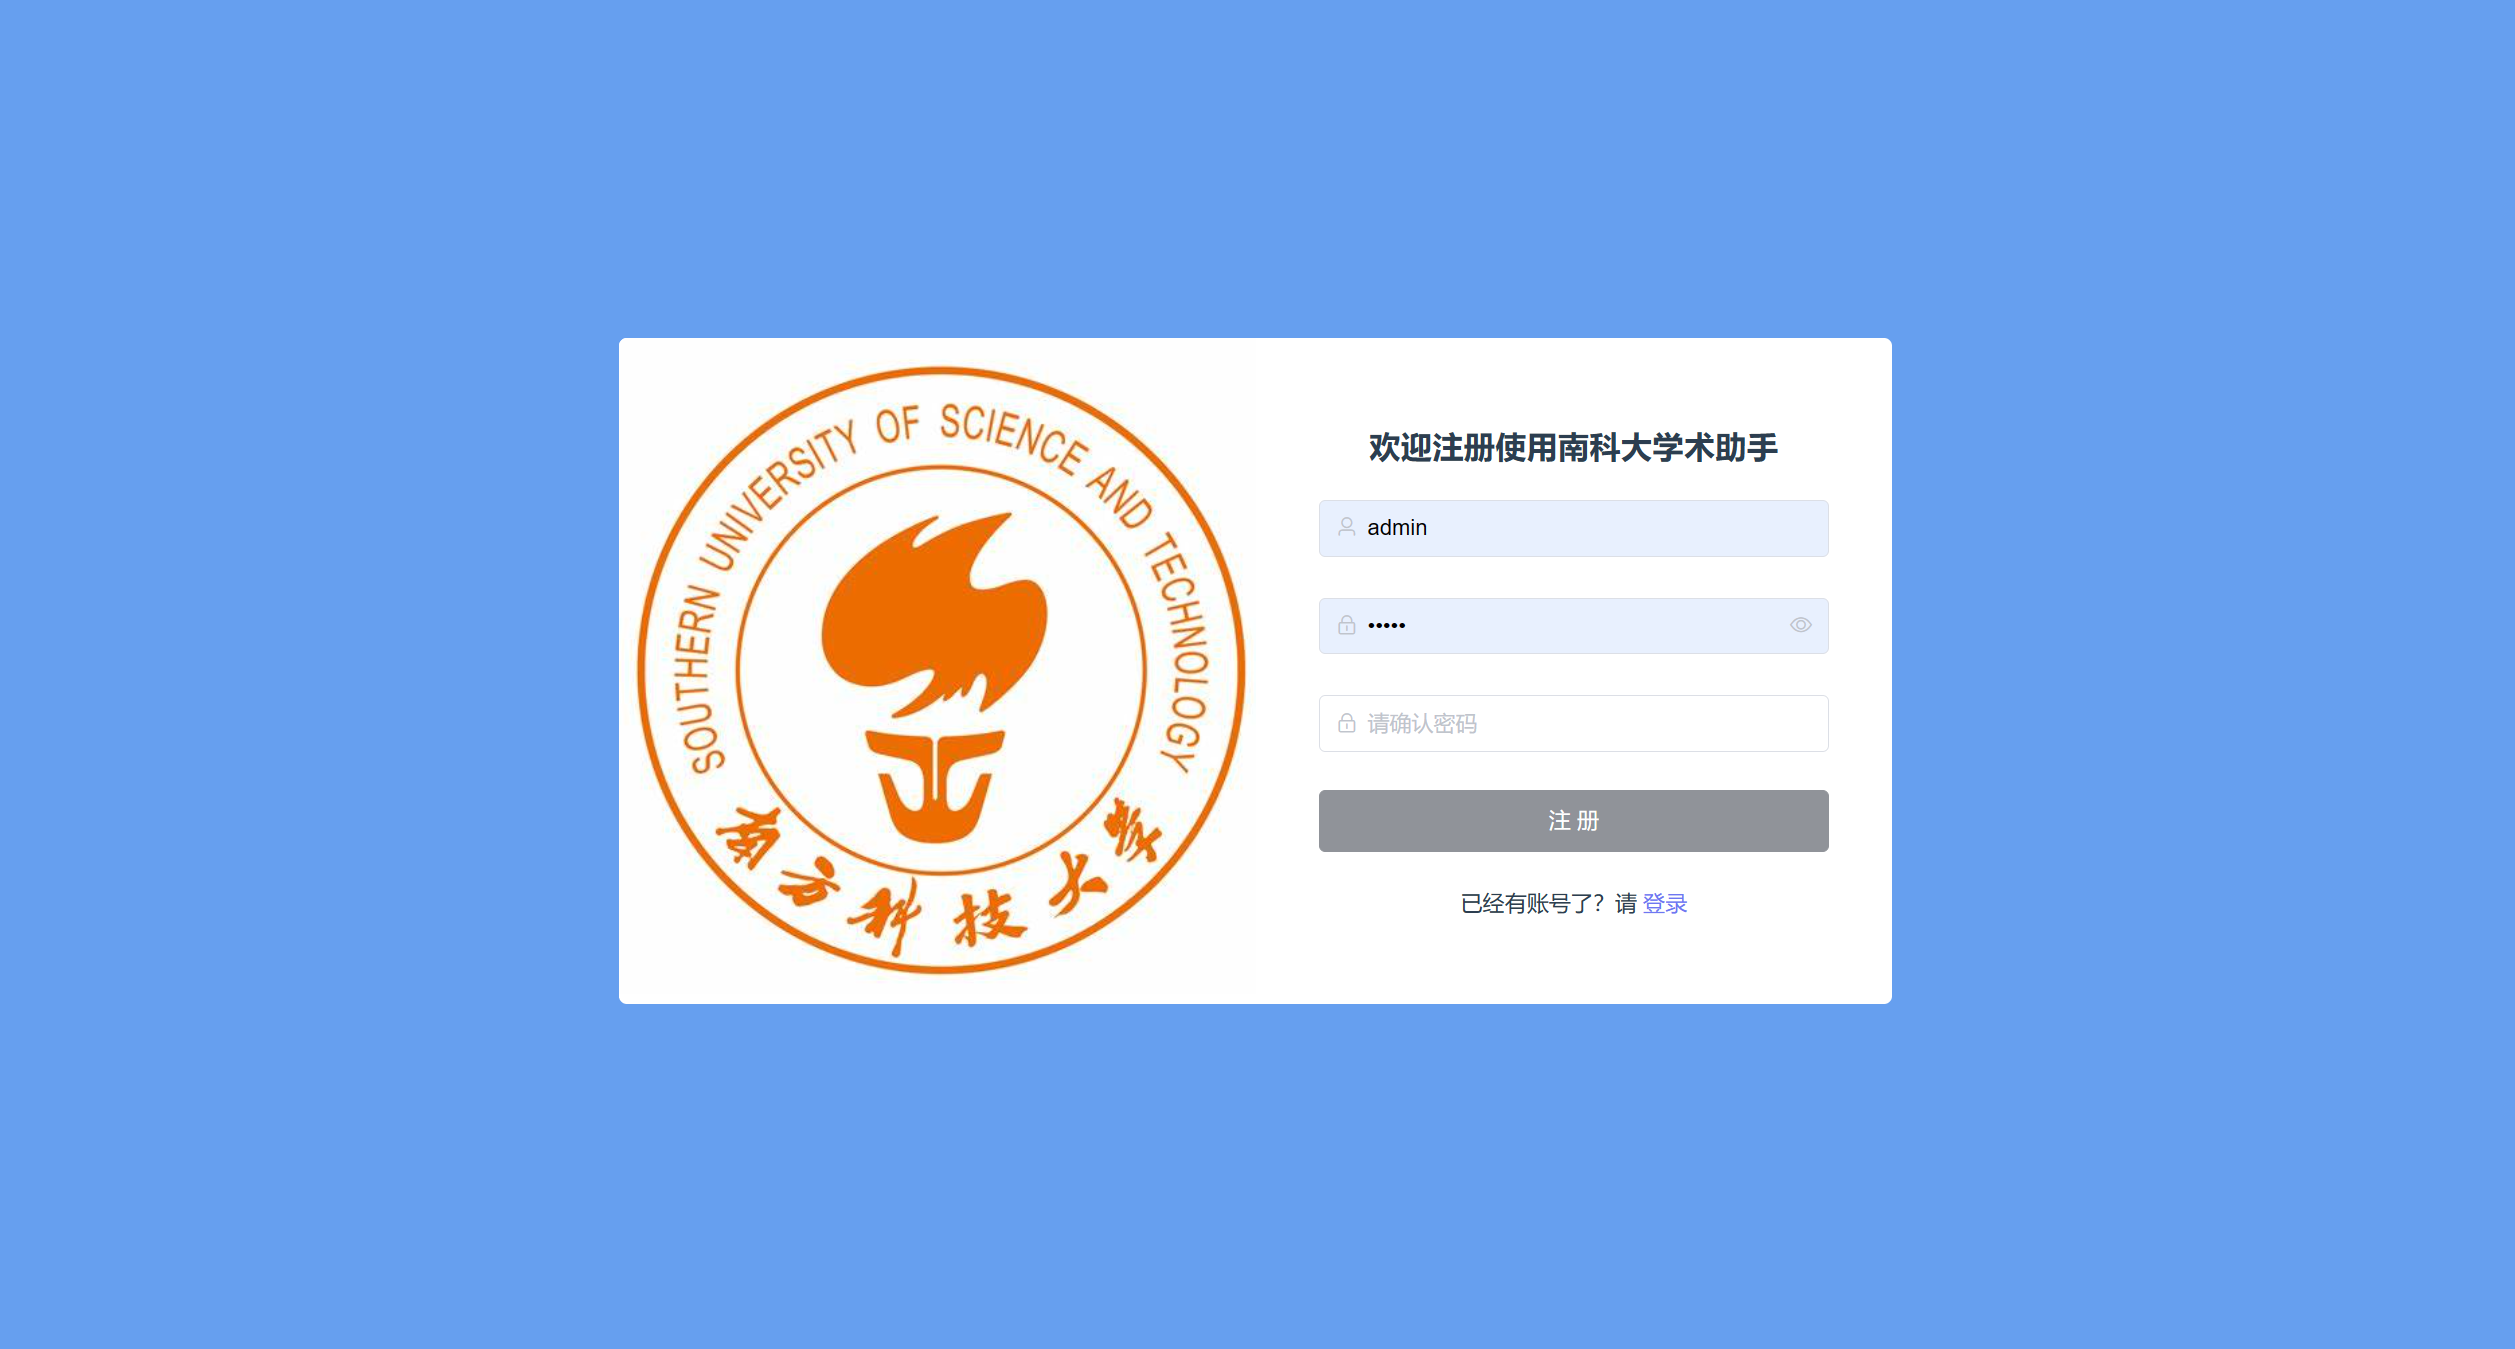 SOUTHERN UNIVERSITY OF SCIENCE AND TECHNOLOGY
南方科技大学
欢迎注册使用南科大学术助手
admin
•••••
请确认密码
注 册
已经有账号了？请 登录